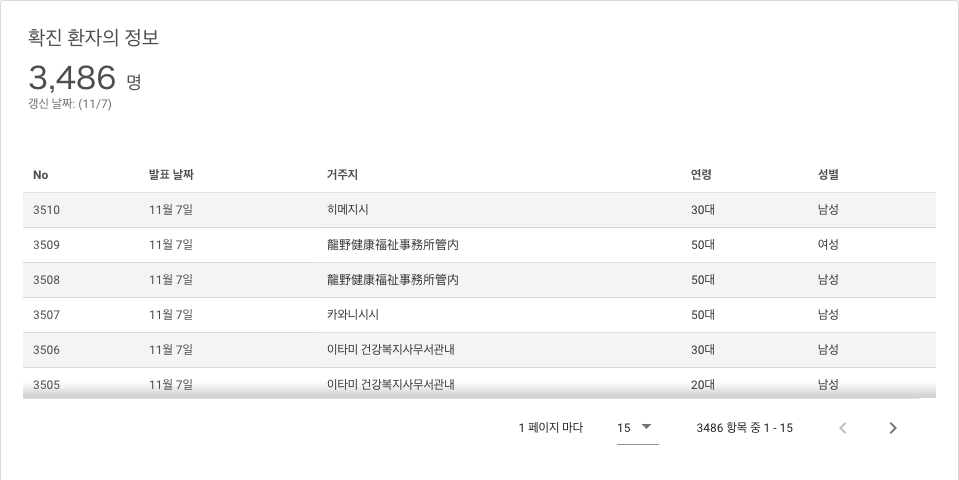 확진 환자의 정보
3,486 명
갱신 날짜: (11/7)
No 발표 날짜 거주지 연령 성별
3510 11월 7일 히메지시 30대 남성
3509 11월 7일 龍野健康福祉事務所管内 50대 여성
3508 11월 7일 龍野健康福祉事務所管内 50대 남성
3507 11월 7일 카와니시시 50대 남성
3506 11월 7일 이타미 건강복지사무서관내 30대 남성
3505 11월 7일 이타미 건강복지사무서관내 20대 남성
1 페이지 마다 15 3486 항목 중 1 - 15